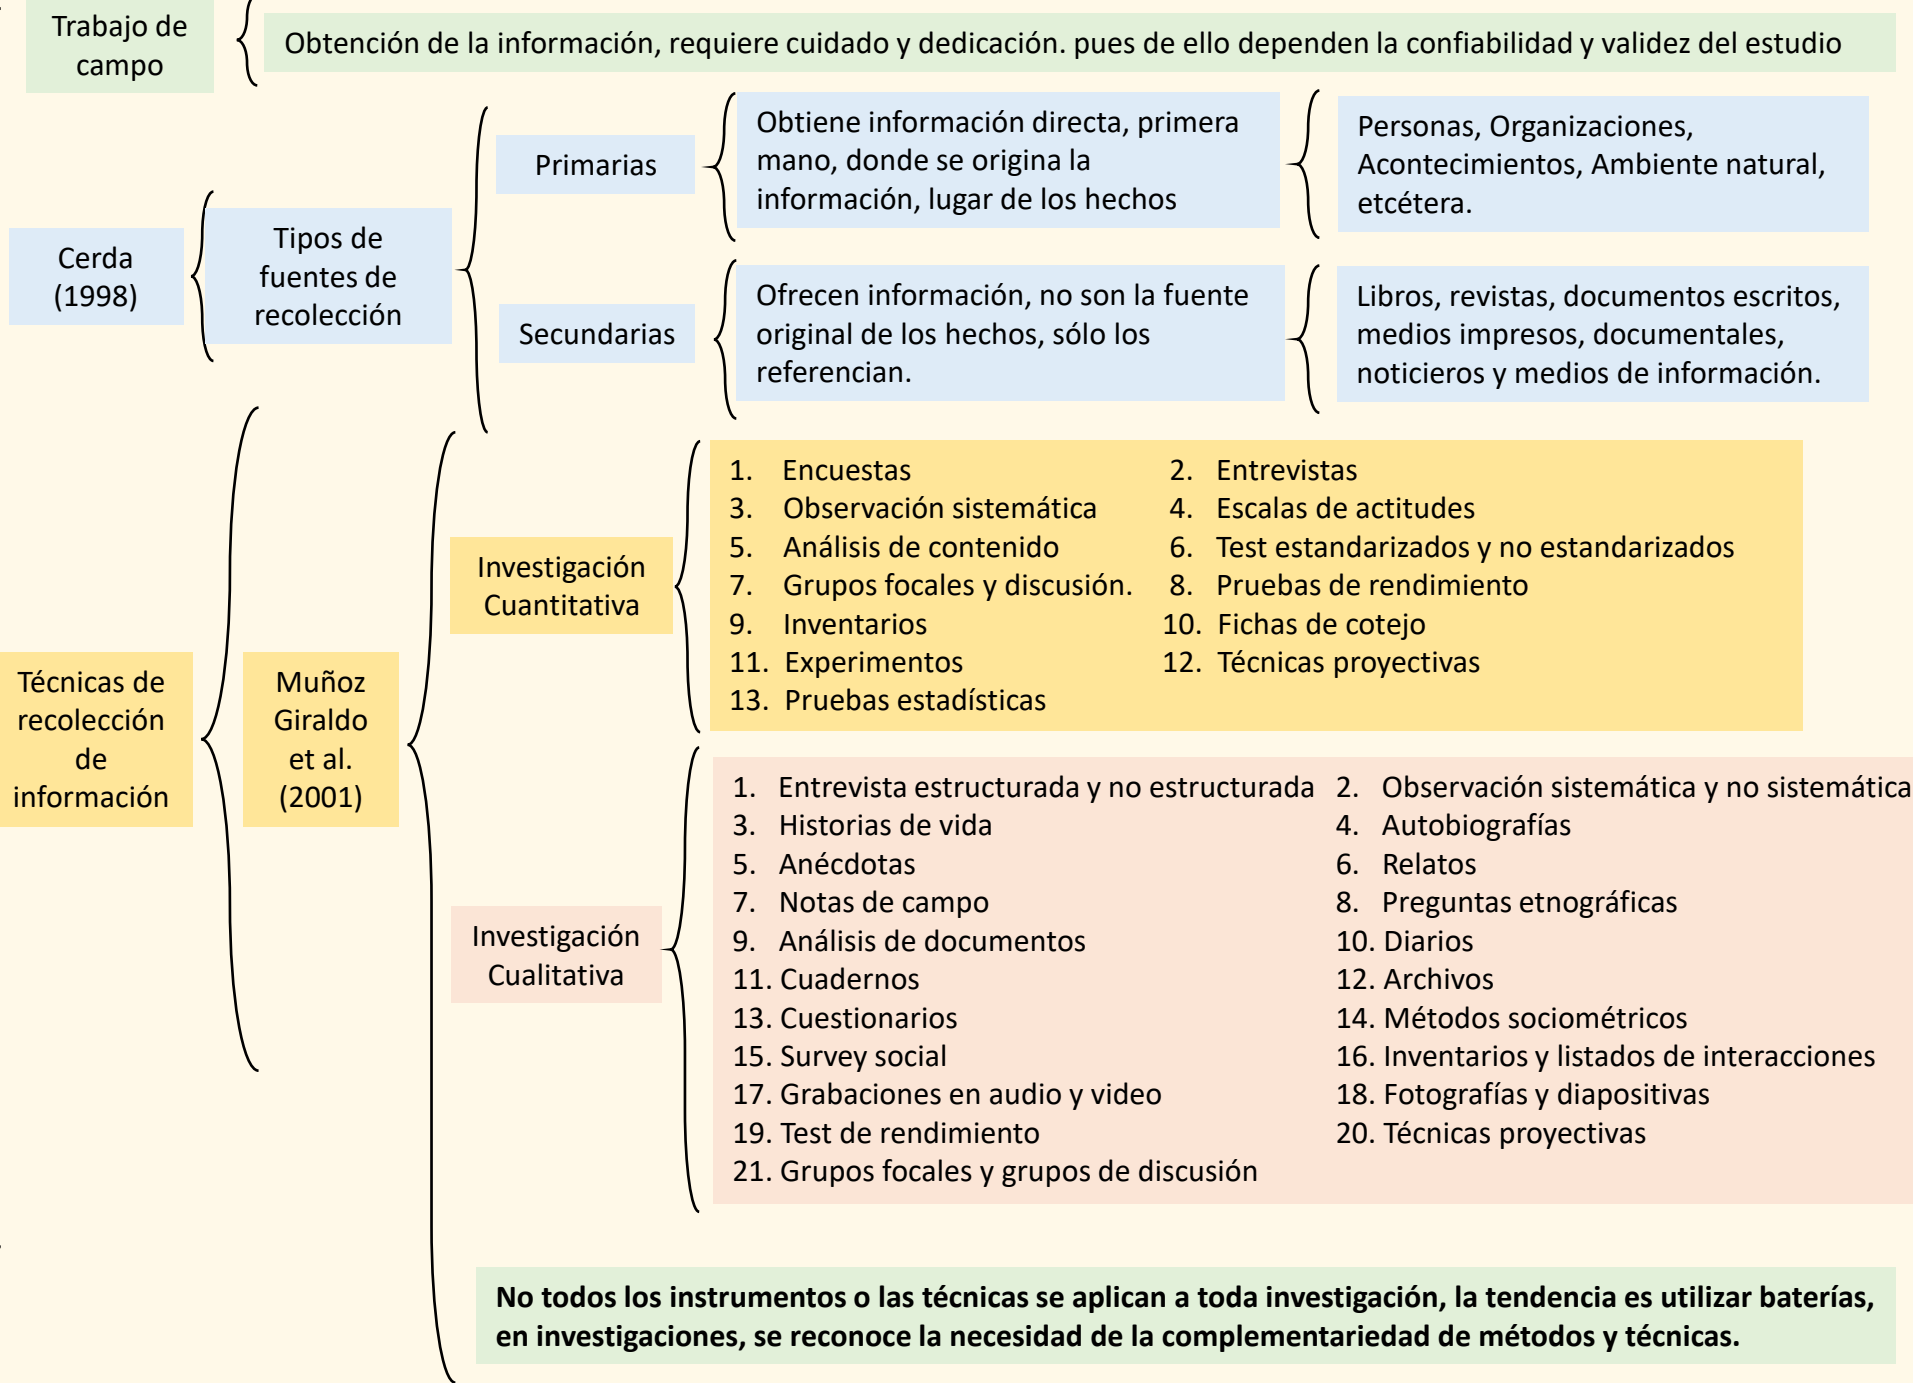 Trabajo de
campo
Obtención de la información, requiere cuidado y dedicación. pues de ello dependen la confiabilidad y validez del estudio
Cerda
(1998)
Tipos de
fuentes de
recolección
Primarias
Obtiene información directa, primera
mano, donde se origina la
información, lugar de los hechos
Personas, Organizaciones,
Acontecimientos, Ambiente natural,
etcétera.
Secundarias
Ofrecen información, no son la fuente
original de los hechos, sólo los
referencian.
Libros, revistas, documentos escritos,
medios impresos, documentales,
noticieros y medios de información.
Técnicas de
recolección
de
información
Muñoz
Giraldo
et al.
(2001)
Investigación
Cuantitativa
1. Encuestas 2. Entrevistas
3. Observación sistemática 4. Escalas de actitudes
5. Análisis de contenido 6. Test estandarizados y no estandarizados
7. Grupos focales y discusión. 8. Pruebas de rendimiento
9. Inventarios 10. Fichas de cotejo
11. Experimentos 12. Técnicas proyectivas
13. Pruebas estadísticas
Investigación
Cualitativa
1. Entrevista estructurada y no estructurada 2. Observación sistemática y no sistemática
3. Historias de vida 4. Autobiografías
5. Anécdotas 6. Relatos
7. Notas de campo 8. Preguntas etnográficas
9. Análisis de documentos 10. Diarios
11. Cuadernos 12. Archivos
13. Cuestionarios 14. Métodos sociométricos
15. Survey social 16. Inventarios y listados de interacciones
17. Grabaciones en audio y video 18. Fotografías y diapositivas
19. Test de rendimiento 20. Técnicas proyectivas
21. Grupos focales y grupos de discusión
No todos los instrumentos o las técnicas se aplican a toda investigación, la tendencia es utilizar baterías,
en investigaciones, se reconoce la necesidad de la complementariedad de métodos y técnicas.